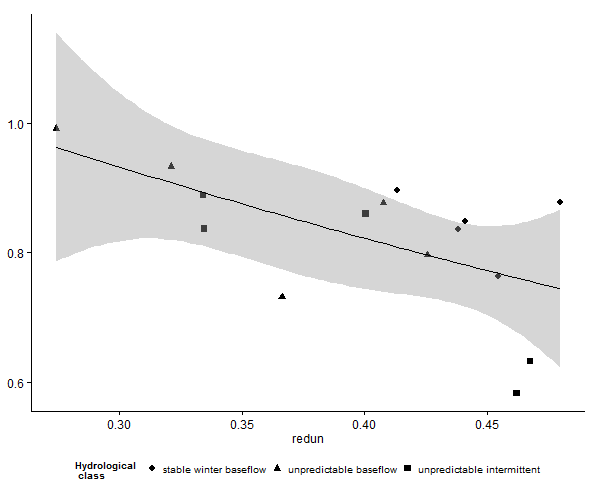 1.0
0.8
0.6
0.30 0.35 0.40 0.45
redun
Hydrological
class
stable winter baseflow unpredictable baseflow unpredictable intermittent